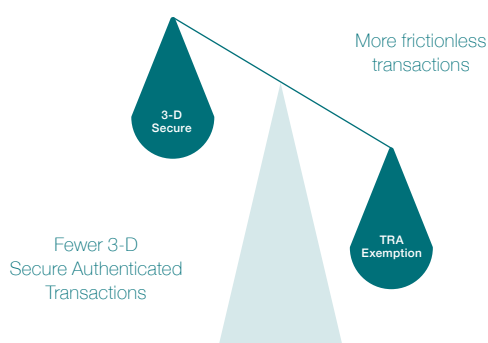 More frictionless
transactions
3-D
Secure
TRA
Exemption
Fewer 3-D
Secure Authenticated
Transactions